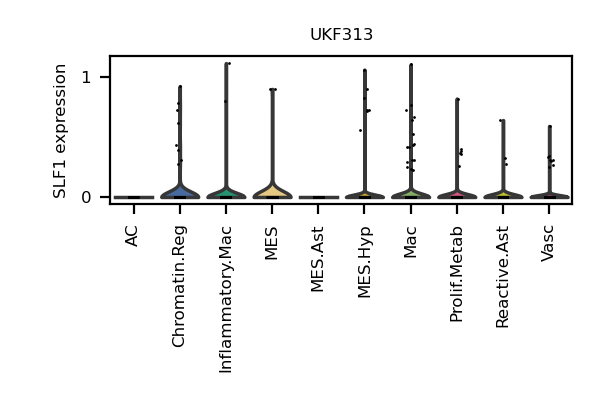 UKF313
SLF1 expression
1
0
AC
Chromatin.Reg
Inflammatory.Mac
MES
MES.Ast
MES.Hyp
Mac
Prolif.Metab
Reactive.Ast
Vasc